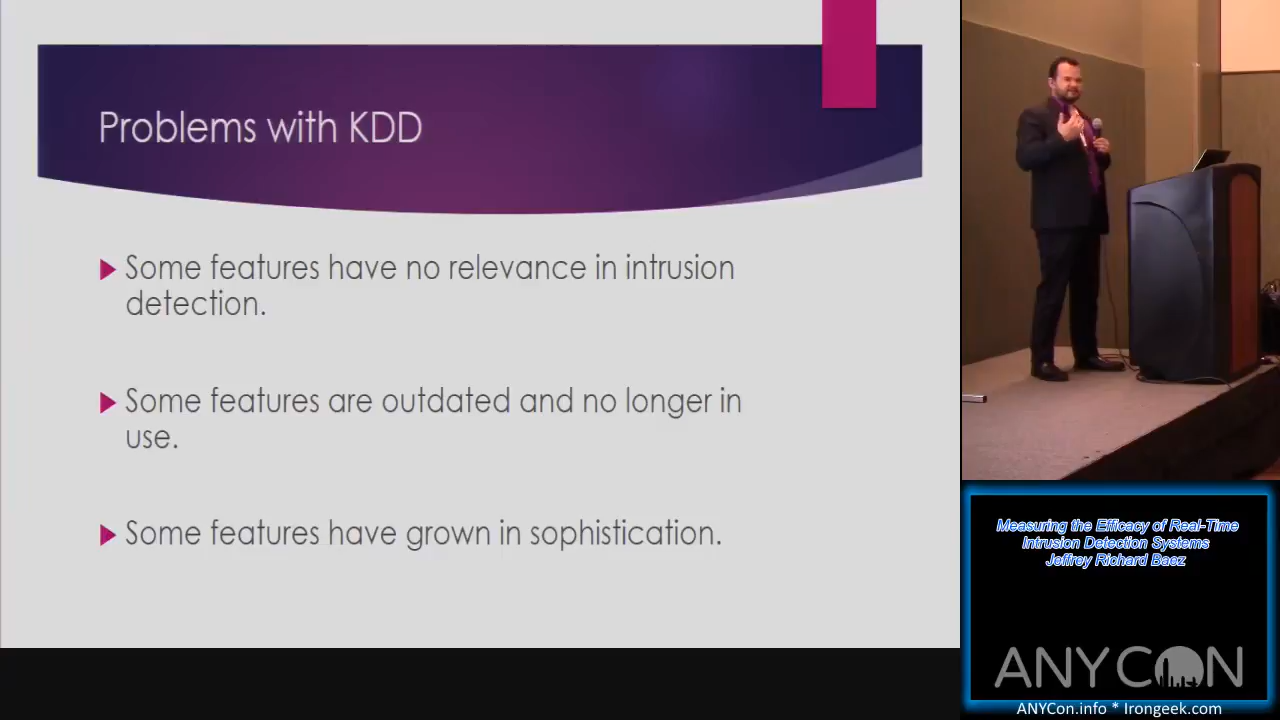 Problems with KDD
Some features have no relevance in intrusion
detection.
Some features are outdated and no longer in
use.
Some features have grown in sophistication.
Measuring the Efficacy of Real-Time
Intrusion Detection Systems
Jeffrey Richard Baez
ANYCON
ANYCon.info * Irongeek.com